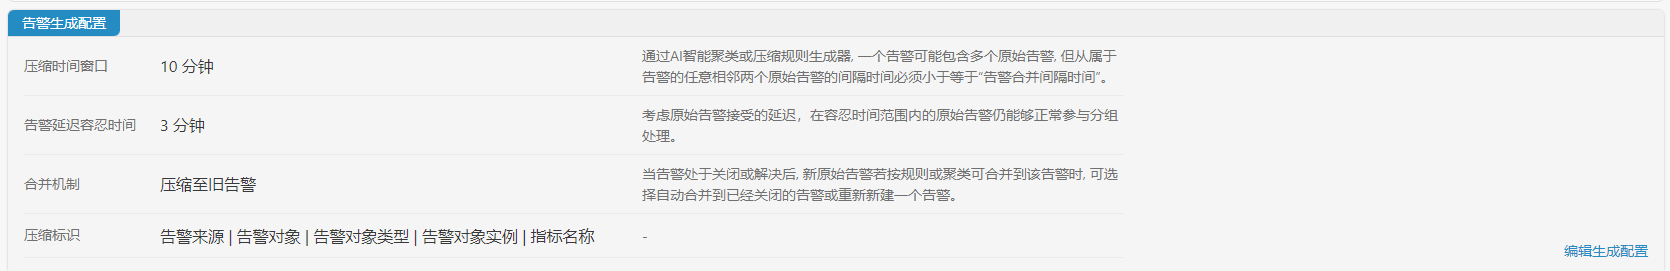 告警生成配置
压缩时间窗口
10 分钟
通过AI智能聚类或压缩规则生成器, 一个告警可能包含多个原始告警, 但从属于
告警的任意相邻两个原始告警的间隔时间必须小于等于“告警合并间隔时间”。
告警延迟容忍时间
3 分钟
考虑原始告警接受的延迟，在容忍时间范围内的原始告警仍能够正常参与分组
处理。
合并机制
压缩至旧告警
当告警处于关闭或解决后, 新原始告警若按规则或聚类可合并到该告警时, 可选
择自动合并到已经关闭的告警或重新新建一个告警。
压缩标识
告警来源 | 告警对象 | 告警对象类型 | 告警对象实例 | 指标名称
-
编辑生成配置